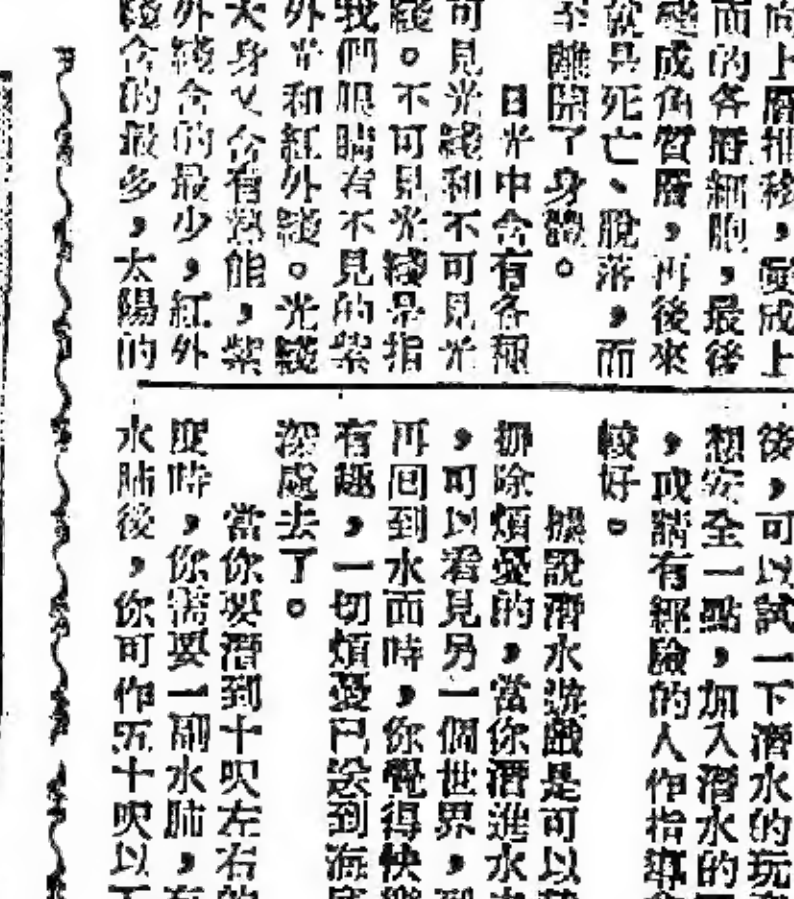 向上層推移，變成上
而的各層細胞，最後
變成角質層，再後來
就是死亡、脫落，而
至離開了身體。
日光中含有各種
可見光綫和不可見光
綫。不可見光綫是指
我們眼睛看不見的紫
外光和紅外綫。光綫
本身又含有熱能，紫
外綫含的最少，紅外
綫含的最多，太陽的
後，可以試一下潛水的玩
想安全一點，加入潛水的
，或請有經驗的人作指導
較好。
據說潛水游戲是可以
排除煩憂的，當你潛進水
，可以看見另一個世界，到
再回到水面時，你覺得快樂
有趣，一切煩憂已送到海底
深處去了。
當你要潛到十呎左右的
度時，你需要一副水肺，有
水肺後，你可作五十呎以下